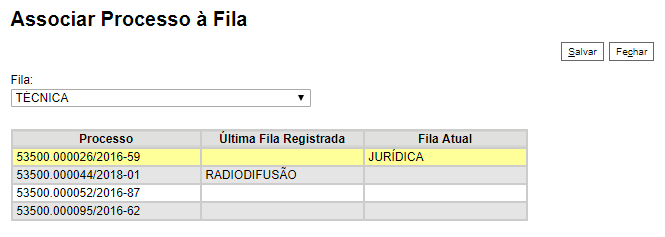 Associar Processo à Fila
Salvar Fechar
Fila:
TÉCNICA
Processo Última Fila Registrada Fila Atual
53500.000026/2016-59 JURÍDICA
53500.000044/2018-01 RADIODIFUSÃO
53500.000052/2016-87
53500.000095/2016-62